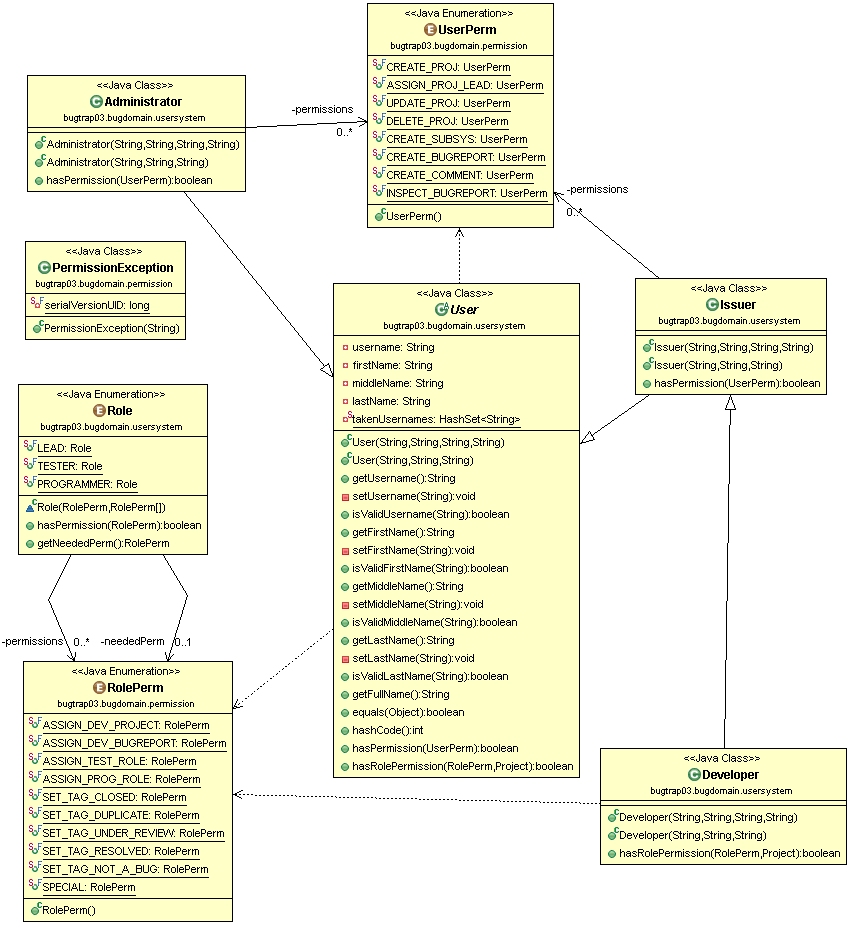 <<Java Enumeration>>
UserPerm
bugtrap03.bugdomain.permission
CREATE_PROJ: UserPerm
ASSIGN_PROJ_LEAD: UserPerm
UPDATE_PROJ: UserPerm
DELETE_PROJ: UserPerm
CREATE_SUBSYS: UserPerm
CREATE_BUGREPORT: UserPerm
CREATE_COMMENT: UserPerm
INSPECT_BUGREPORT: UserPerm
UserPerm()
<<Java Class>>
Administrator
bugtrap03.bugdomain.usersystem
Administrator(String,String,String,String)
Administrator(String,String,String)
hasPermission(UserPerm):boolean
-permissions
0..*
-permissions
0..*
<<Java Class>>
PermissionException
bugtrap03.bugdomain.permission
serialVersionUID: long
PermissionException(String)
<<Java Class>>
User
bugtrap03.bugdomain.usersystem
username: String
firstName: String
middleName: String
lastName: String
takenUsernames: HashSet<String>
User(String,String,String,String)
User(String,String,String)
getUsername():String
setUsername(String):void
isValidUsername(String):boolean
getFirstName():String
setFirstName(String):void
isValidFirstName(String):boolean
getMiddleName():String
setMiddleName(String):void
isValidMiddleName(String):boolean
getLastName():String
setLastName(String):void
isValidLastName(String):boolean
getFullName():String
equals(Object):boolean
hashCode():int
hasPermission(UserPerm):boolean
hasRolePermission(RolePerm,Project):boolean
<<Java Class>>
Issuer
bugtrap03.bugdomain.usersystem
Issuer(String,String,String,String)
Issuer(String,String,String)
hasPermission(UserPerm):boolean
<<Java Enumeration>>
Role
bugtrap03.bugdomain.usersystem
LEAD: Role
TESTER: Role
PROGRAMMER: Role
Role(RolePerm,RolePerm[])
hasPermission(RolePerm):boolean
getNeededPerm():RolePerm
-permissions
0..*
-neededPerm
0..1
<<Java Enumeration>>
RolePerm
bugtrap03.bugdomain.permission
ASSIGN_DEV_PROJECT: RolePerm
ASSIGN_DEV_BUGREPORT: RolePerm
ASSIGN_TEST_ROLE: RolePerm
ASSIGN_PROG_ROLE: RolePerm
SET_TAG_CLOSED: RolePerm
SET_TAG_DUPLICATE: RolePerm
SET_TAG_UNDER_REVIEW: RolePerm
SET_TAG_RESOLVED: RolePerm
SET_TAG_NOT_A_BUG: RolePerm
SPECIAL: RolePerm
RolePerm()
<<Java Class>>
Developer
bugtrap03.bugdomain.usersystem
Developer(String,String,String,String)
Developer(String,String,String)
hasRolePermission(RolePerm,Project):boolean